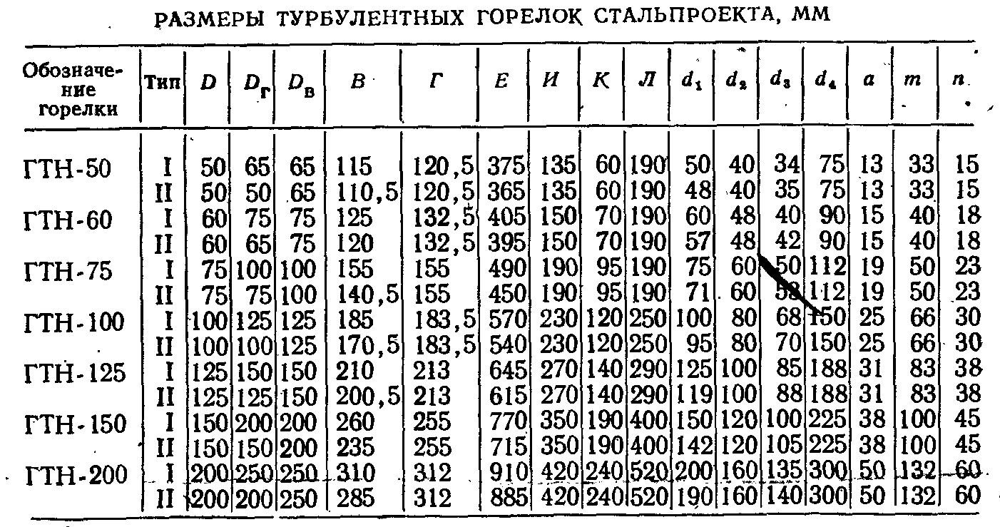 РАЗМЕРЫ ТУРБУЛЕНТНЫХ ГОРЕЛОК СТАЛЬПРОЕКТА, ММ
Обозначе-
ние
горелки Тип D Dг Dв В Г Е И К Л d₁ d₂ d₃ d₄ a m n
ГТН-50 I 50 65 65 115 120,5 375 135 60 190 50 40 34 75 13 33 15
II 50 50 65 110,5 120,5 365 135 60 190 48 40 35 75 13 33 15
ГТН-60 I 60 75 75 125 132,5 405 150 70 190 60 48 40 90 15 40 18
II 60 65 75 120 132,5 395 150 70 190 57 48 42 90 15 40 18
ГТН-75 I 75 100 100 155 155 490 190 95 190 75 60 50 112 19 50 23
II 75 75 100 140,5 155 450 190 95 190 71 60 53 112 19 50 23
ГТН-100 I 100 125 125 185 183,5 570 230 120 250 100 80 68 150 25 66 30
II 100 100 125 170,5 183,5 540 230 120 250 95 80 70 150 25 66 30
ГТН-125 I 125 150 150 210 213 645 270 140 290 125 100 85 188 31 83 38
II 125 125 150 200,5 213 615 270 140 290 119 100 88 188 31 83 38
ГТН-150 I 150 200 200 260 255 770 350 190 400 150 120 100 225 38 100 45
II 150 150 200 235 255 715 350 190 400 142 120 105 225 38 100 45
ГТН-200 I 200 250 250 310 312 910 420 240 520 200 160 135 300 50 132 60
II 200 200 250 285 312 885 420 240 520 190 160 140 300 50 132 60